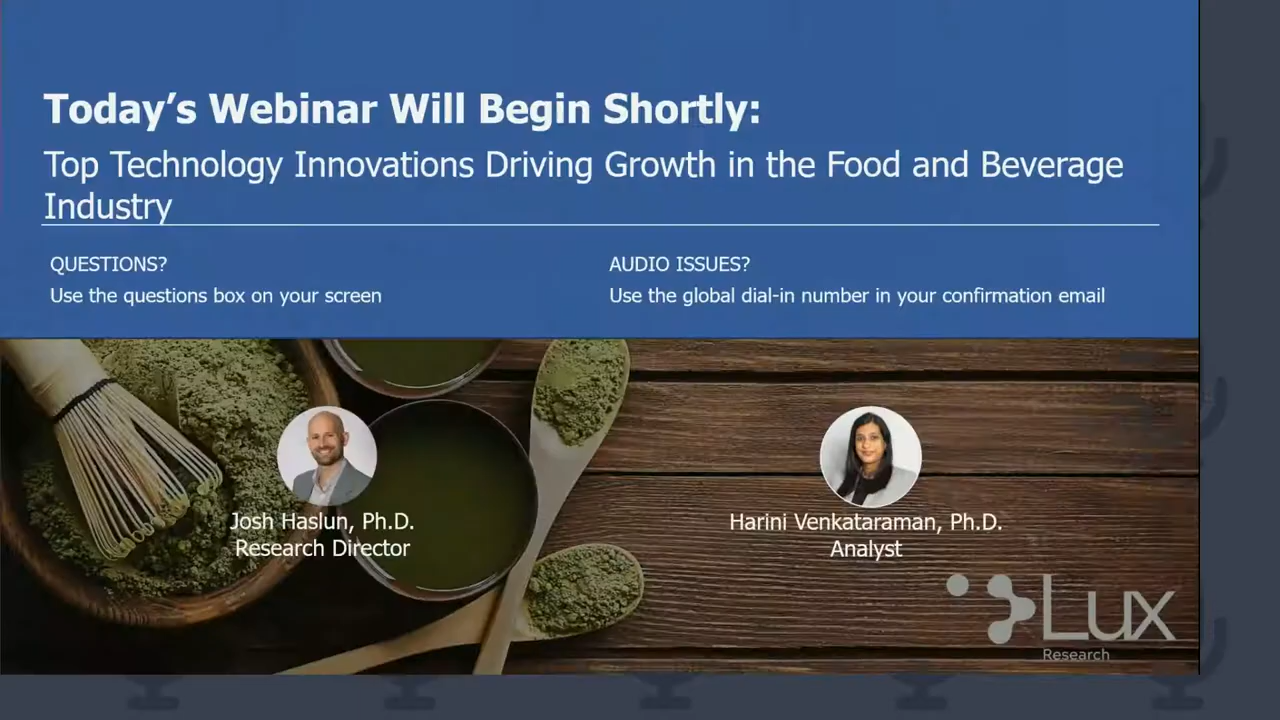 Today’s Webinar Will Begin Shortly:
Top Technology Innovations Driving Growth in the Food and Beverage
Industry
QUESTIONS?
Use the questions box on your screen
AUDIO ISSUES?
Use the global dial-in number in your confirmation email
Josh Haslun, Ph.D.
Research Director
Harini Venkataraman, Ph.D.
Analyst
Lux
Research